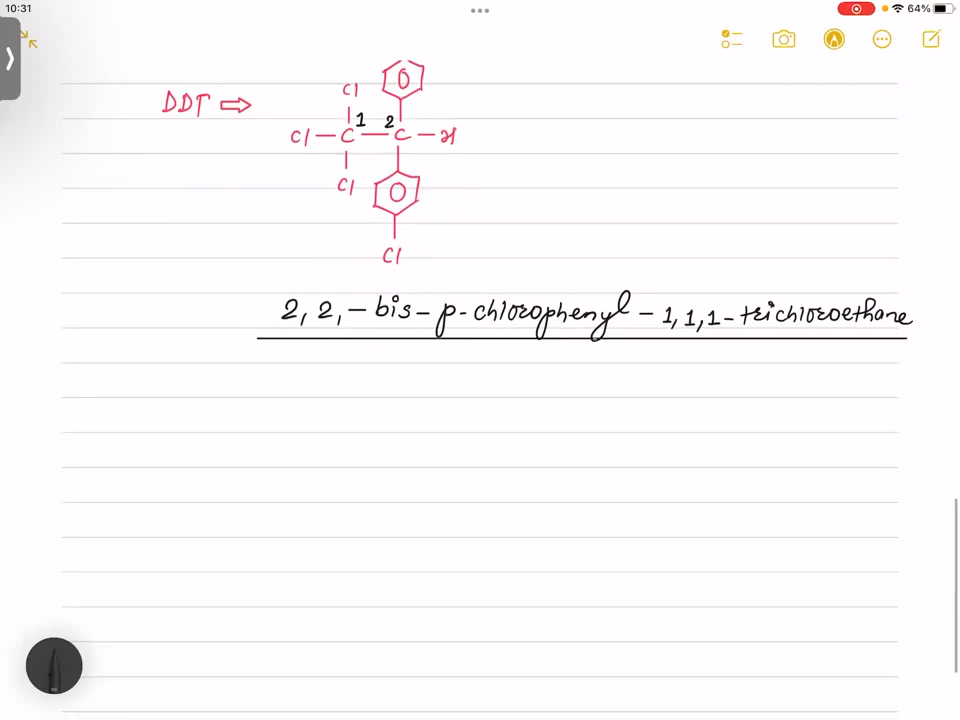 10:31
64%
DDT ⇒
Cl
1 2
Cl — C — C — H
Cl
Cl
2, 2, - bis - p - chlorophenyl - 1, 1, 1 - trichloroethane